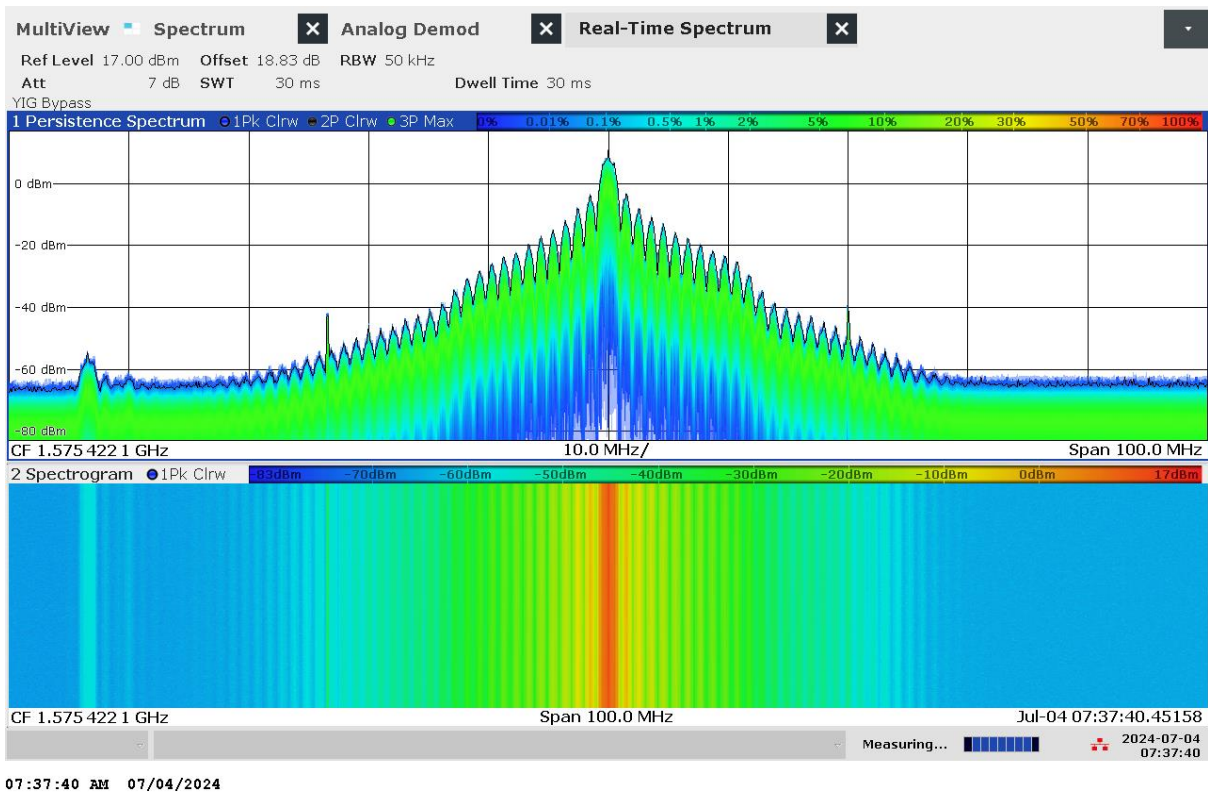 MultiView Spectrum X Analog Demod X Real-Time Spectrum X
Ref Level 17.00 dBm Offset 18.83 dB RBW 50 kHz
Att 7 dB SWT 30 ms Dwell Time 30 ms
YIG Bypass
1 Persistence Spectrum 1Pk Clrw 2P Clrw 3P Max 0% 0.01% 0.1% 0.5% 1% 2% 5% 10% 20% 30% 50% 70% 100%
0 dBm
-20 dBm
-40 dBm
-60 dBm
-80 dBm
CF 1.575 422 1 GHz 10.0 MHz/ Span 100.0 MHz
2 Spectrogram 1Pk Clrw -83dBm -70dBm -60dBm -50dBm -40dBm -30dBm -20dBm -10dBm 0dBm 17dBm
CF 1.575 422 1 GHz Span 100.0 MHz Jul-04 07:37:40.45158
Measuring... 2024-07-04
07:37:40
07:37:40 AM 07/04/2024